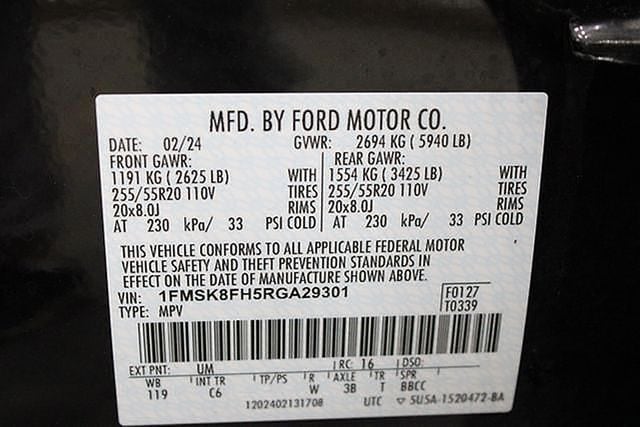 MFD. BY FORD MOTOR CO.
DATE: 02/24 GVWR: 2694 KG ( 5940 LB)
FRONT GAWR: REAR GAWR:
1191 KG ( 2625 LB) WITH 1554 KG ( 3425 LB) WITH
255/55R20 110V TIRES 255/55R20 110V TIRES
20x8.0J RIMS 20x8.0J RIMS
AT 230 kPa/ 33 PSI COLD AT 230 kPa/ 33 PSI COLD
THIS VEHICLE CONFORMS TO ALL APPLICABLE FEDERAL MOTOR
VEHICLE SAFETY AND THEFT PREVENTION STANDARDS IN
EFFECT ON THE DATE OF MANUFACTURE SHOWN ABOVE.
VIN: 1FMSK8FH5RGA29301 F0127
TYPE: MPV T0339
EXT PNT: UM RC: 16 DSO:
WB INT TR TP/PS R AXLE TR SPR
119 C6 W 3B T BBCC
1202402131708 UTC ▽ 5U5A-1520472-BA